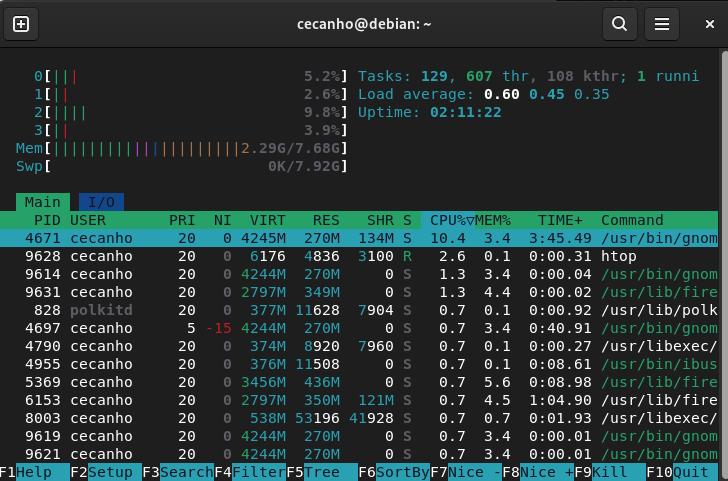 cecanho@debian: ~
0[||| 5.2%] Tasks: 129, 607 thr, 108 kthr; 1 runni
1[|| 2.6%] Load average: 0.60 0.45 0.35
2[|||| 9.8%] Uptime: 02:11:22
3[|| 3.9%]
Mem[|||||||||||||||||||||||2.29G/7.68G]
Swp[ 0K/7.92G]
Main I/O
PID USER PRI NI VIRT RES SHR S CPU%▽MEM% TIME+ Command
4671 cecanho 20 0 4245M 270M 134M S 10.4 3.4 3:45.49 /usr/bin/gnom
9628 cecanho 20 0 6176 4836 3100 R 2.6 0.1 0:00.31 htop
9614 cecanho 20 0 4244M 270M 0 S 1.3 3.4 0:00.04 /usr/bin/gnom
9631 cecanho 20 0 2797M 349M 0 S 1.3 4.4 0:00.02 /usr/lib/fire
828 polkitd 20 0 377M 11628 7904 S 0.7 0.1 0:00.92 /usr/lib/polk
4697 cecanho 5 -15 4244M 270M 0 S 0.7 3.4 0:40.91 /usr/bin/gnom
4790 cecanho 20 0 374M 8920 7960 S 0.7 0.1 0:00.27 /usr/libexec/
4955 cecanho 20 0 376M 11508 0 S 0.7 0.1 0:08.61 /usr/bin/ibus
5369 cecanho 20 0 3456M 436M 0 S 0.7 5.6 0:08.98 /usr/lib/fire
6153 cecanho 20 0 2797M 350M 121M S 0.7 4.5 1:04.90 /usr/lib/fire
8003 cecanho 20 0 538M 53196 41928 S 0.7 0.7 0:01.93 /usr/libexec/
9619 cecanho 20 0 4244M 270M 0 S 0.7 3.4 0:00.01 /usr/bin/gnom
9621 cecanho 20 0 4244M 270M 0 S 0.7 3.4 0:00.01 /usr/bin/gnom
F1Help F2Setup F3SearchF4FilterF5Tree F6SortByF7Nice -F8Nice +F9Kill F10Quit